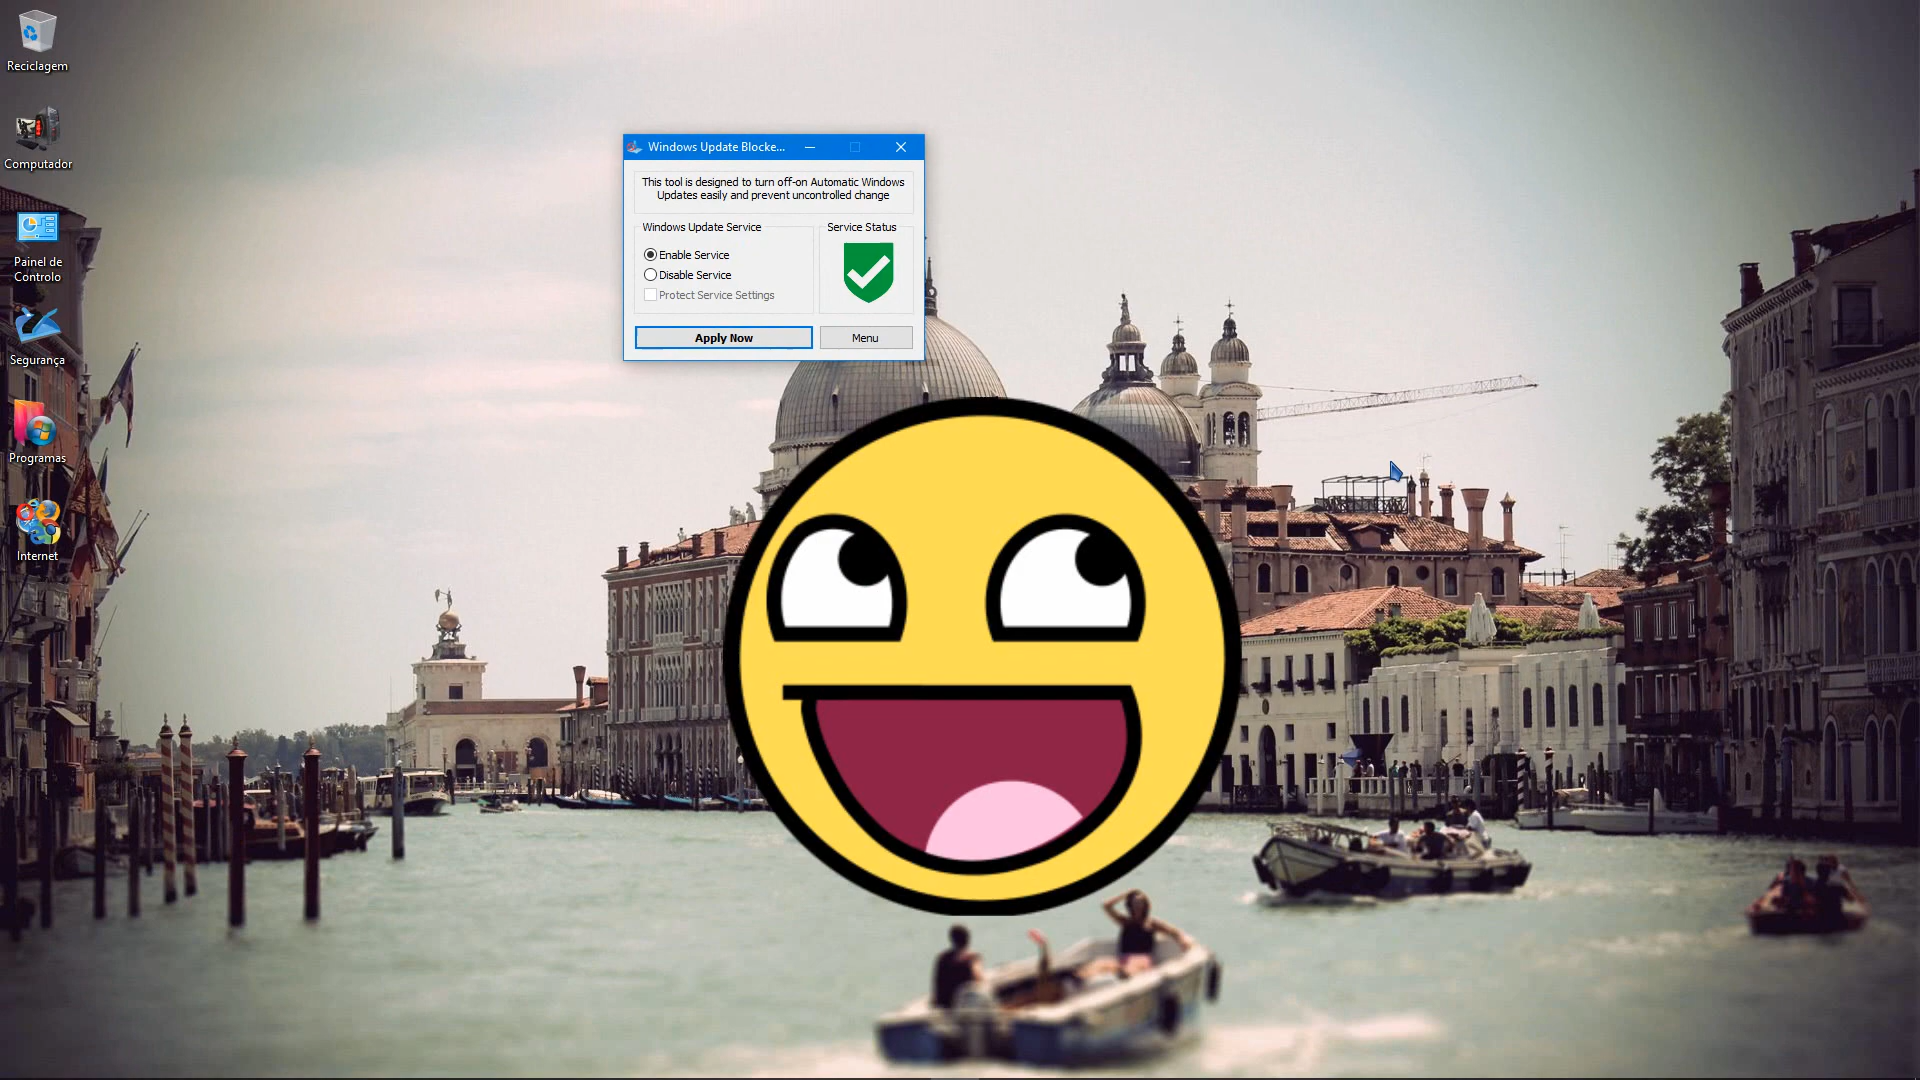 Reciclagem
Computador
Painel de
Controlo
Segurança
Programas
Internet
Windows Update Blocke...
This tool is designed to turn off-on Automatic Windows
Updates easily and prevent uncontrolled change
Windows Update Service
Service Status
Enable Service
Disable Service
Protect Service Settings
Apply Now
Menu